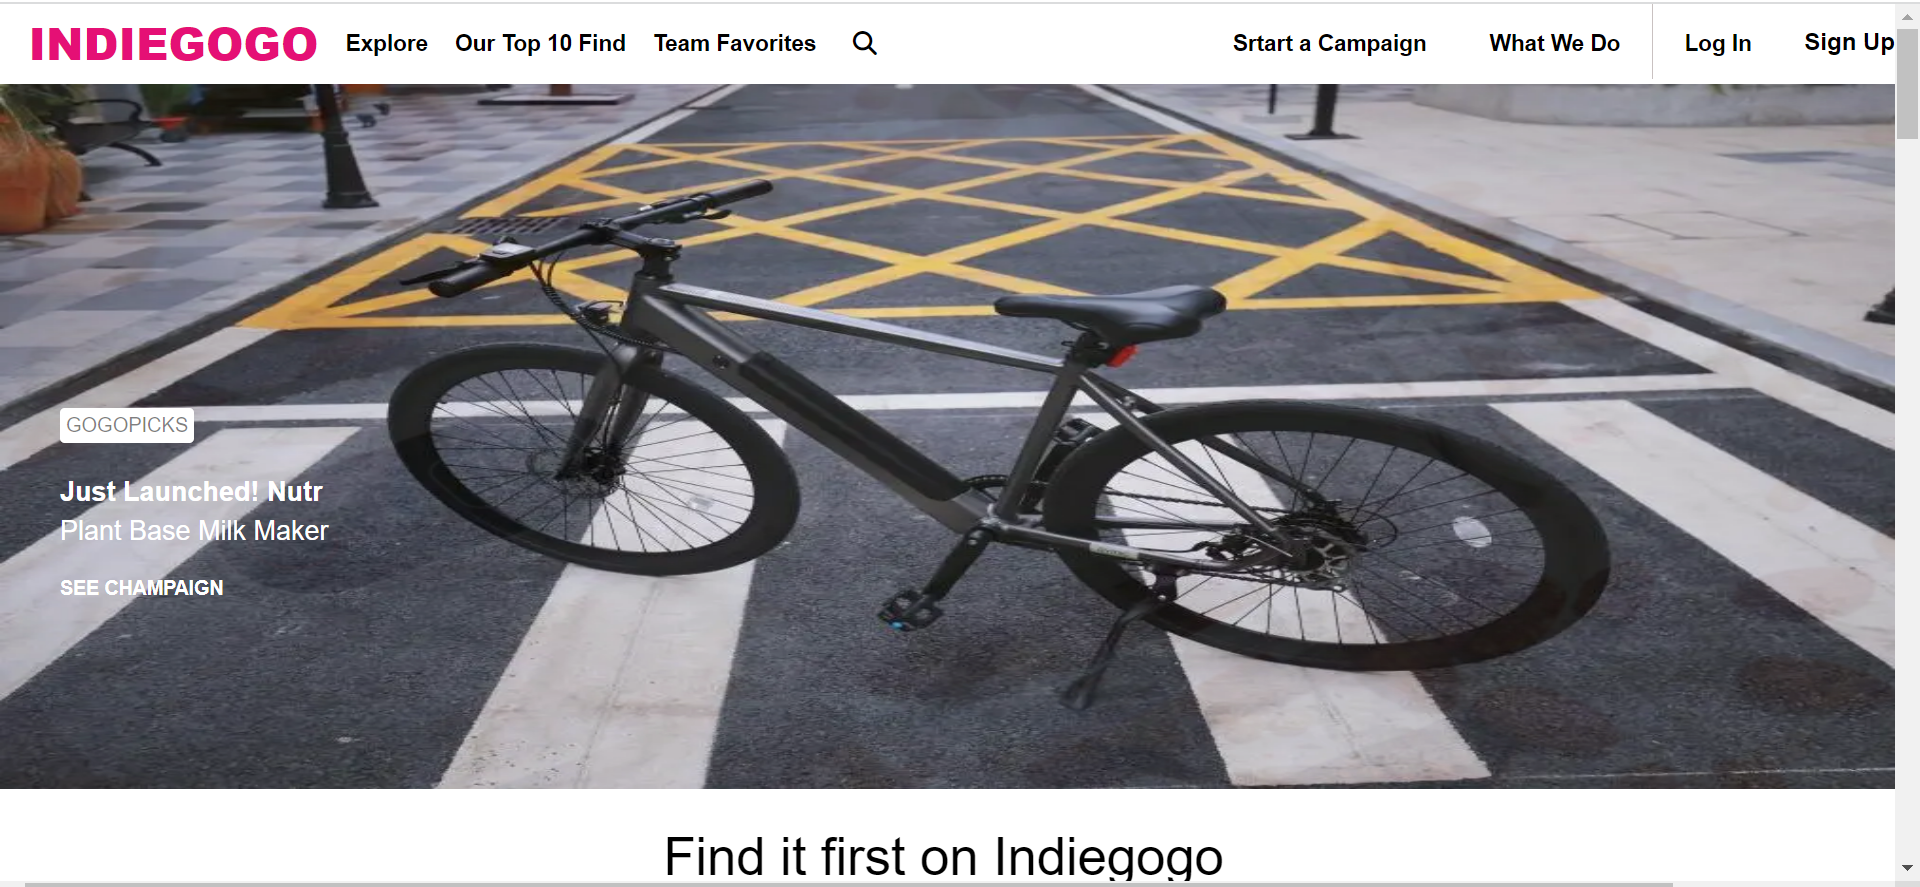 INDIEGOGO Explore Our Top 10 Find Team Favorites Srtart a Campaign What We Do Log In Sign Up
GOGOPICKS
Just Launched! Nutr
Plant Base Milk Maker
SEE CHAMPAIGN
Find it first on Indiegogo